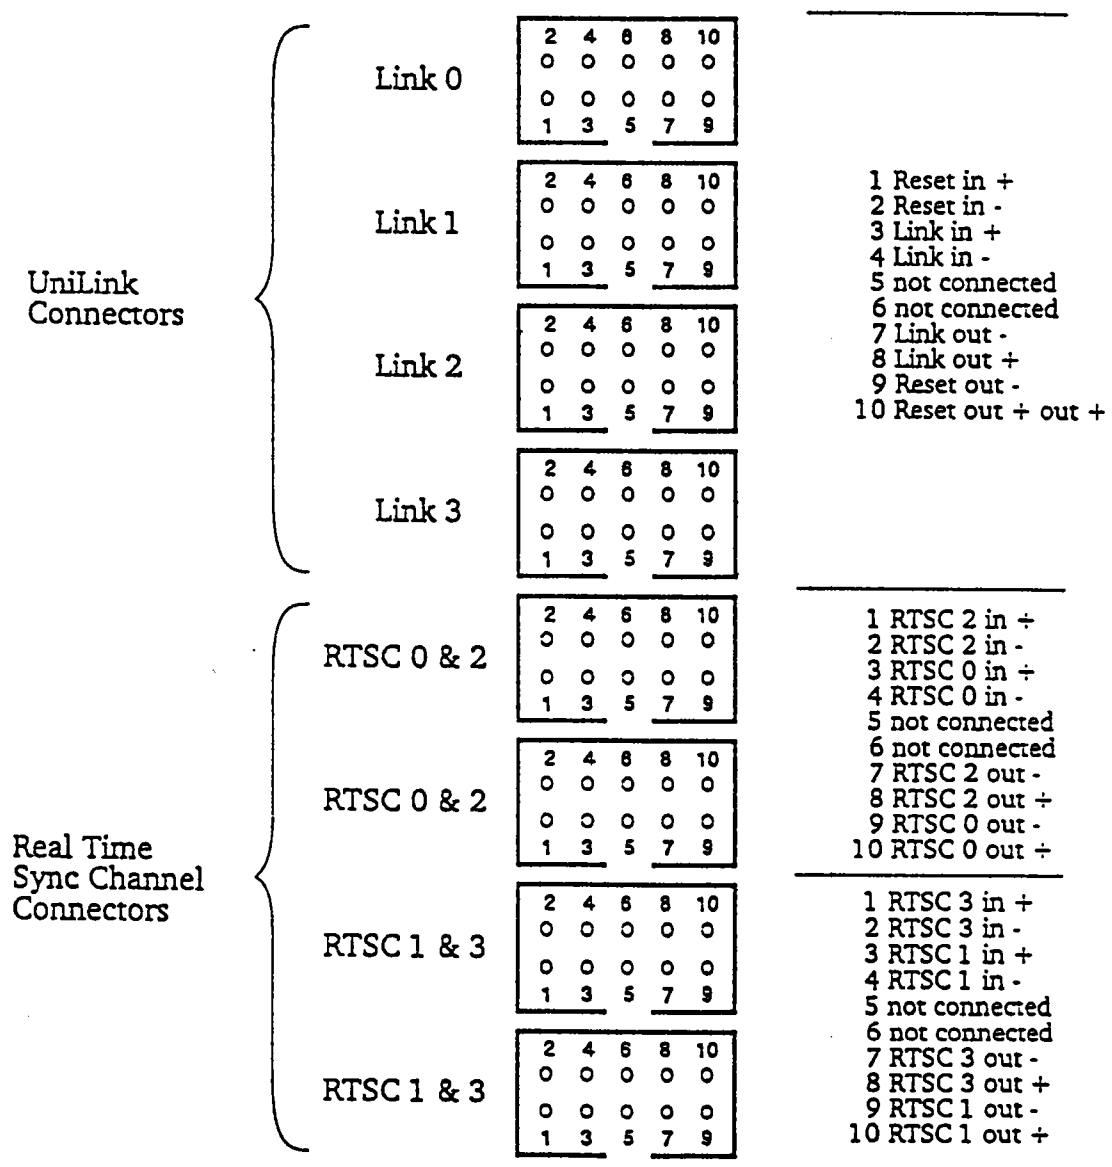 UniLink
Connectors
Link 0
2 4 6 8 10
1 3 5 7 9
Link 1
2 4 6 8 10
1 3 5 7 9
Link 2
2 4 6 8 10
1 3 5 7 9
Link 3
2 4 6 8 10
1 3 5 7 9
1 Reset in +
2 Reset in -
3 Link in +
4 Link in -
5 not connected
6 not connected
7 Link out -
8 Link out +
9 Reset out -
10 Reset out + out +
Real Time
Sync Channel
Connectors
RTSC 0 & 2
2 4 6 8 10
1 3 5 7 9
RTSC 0 & 2
2 4 6 8 10
1 3 5 7 9
1 RTSC 2 in +
2 RTSC 2 in -
3 RTSC 0 in +
4 RTSC 0 in -
5 not connected
6 not connected
7 RTSC 2 out -
8 RTSC 2 out +
9 RTSC 0 out -
10 RTSC 0 out +
RTSC 1 & 3
2 4 6 8 10
1 3 5 7 9
RTSC 1 & 3
2 4 6 8 10
1 3 5 7 9
1 RTSC 3 in +
2 RTSC 3 in -
3 RTSC 1 in +
4 RTSC 1 in -
5 not connected
6 not connected
7 RTSC 3 out -
8 RTSC 3 out +
9 RTSC 1 out -
10 RTSC 1 out +